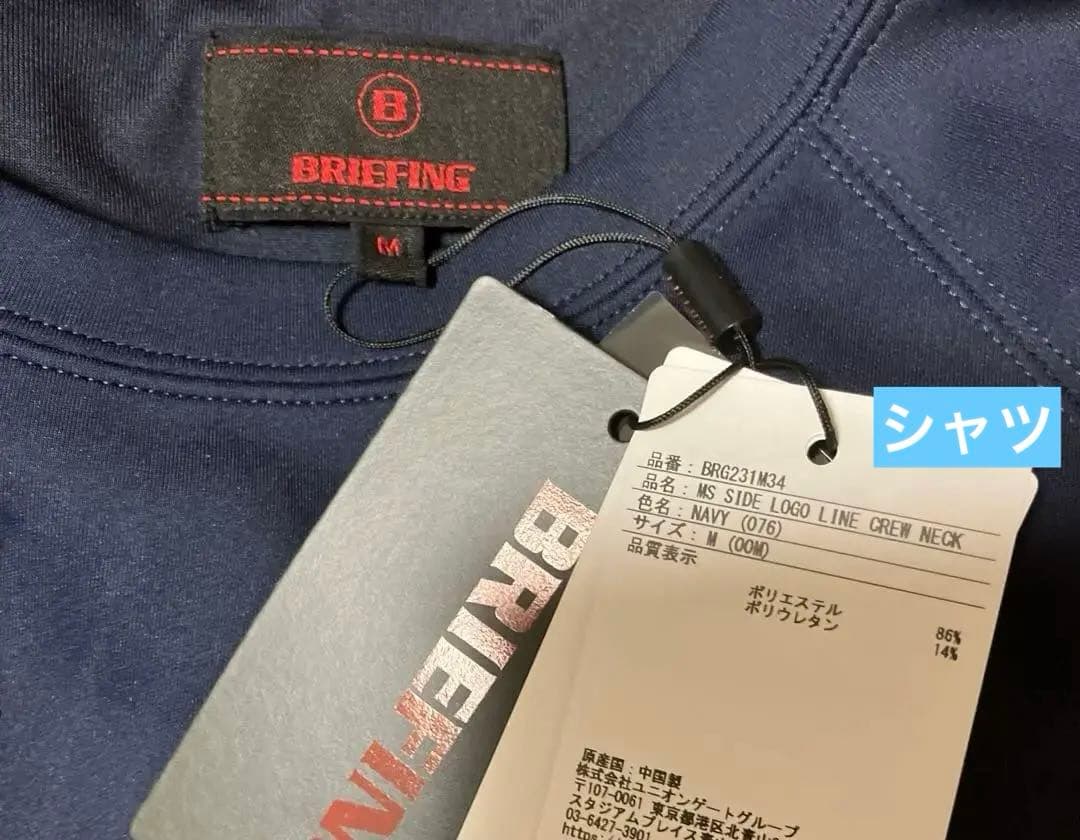 B
BRIEFING
M
シャツ
BRIEFIN
品番：BRG231M34
品名：MS SIDE LOGO LINE CREW NECK
色名：NAVY (076)
サイズ：M (00M)
品質表示
ポリエステル 86%
ポリウレタン 14%
原産国：中国製
株式会社ユニオンゲートグループ
〒107-0061 東京都港区北青山
スタジアムプレイス青
03-6427-3901
https: